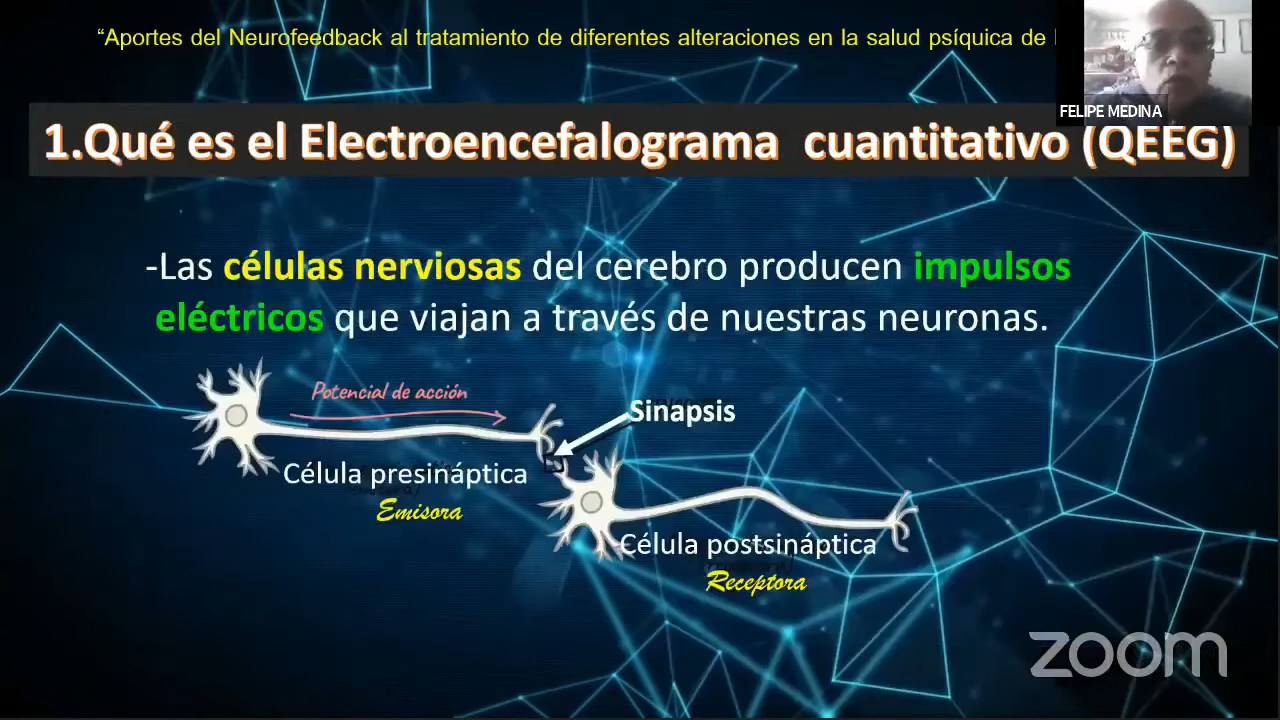 “Aportes del Neurofeedback al tratamiento de diferentes alteraciones en la salud psíquica de
FELIPE MEDINA
1.Qué es el Electroencefalograma cuantitativo (QEEG)
-Las células nerviosas del cerebro producen impulsos
eléctricos que viajan a través de nuestras neuronas.
Potencial de acción
Sinapsis
Célula presináptica
Emisora
Célula postsináptica
Receptora
zoom